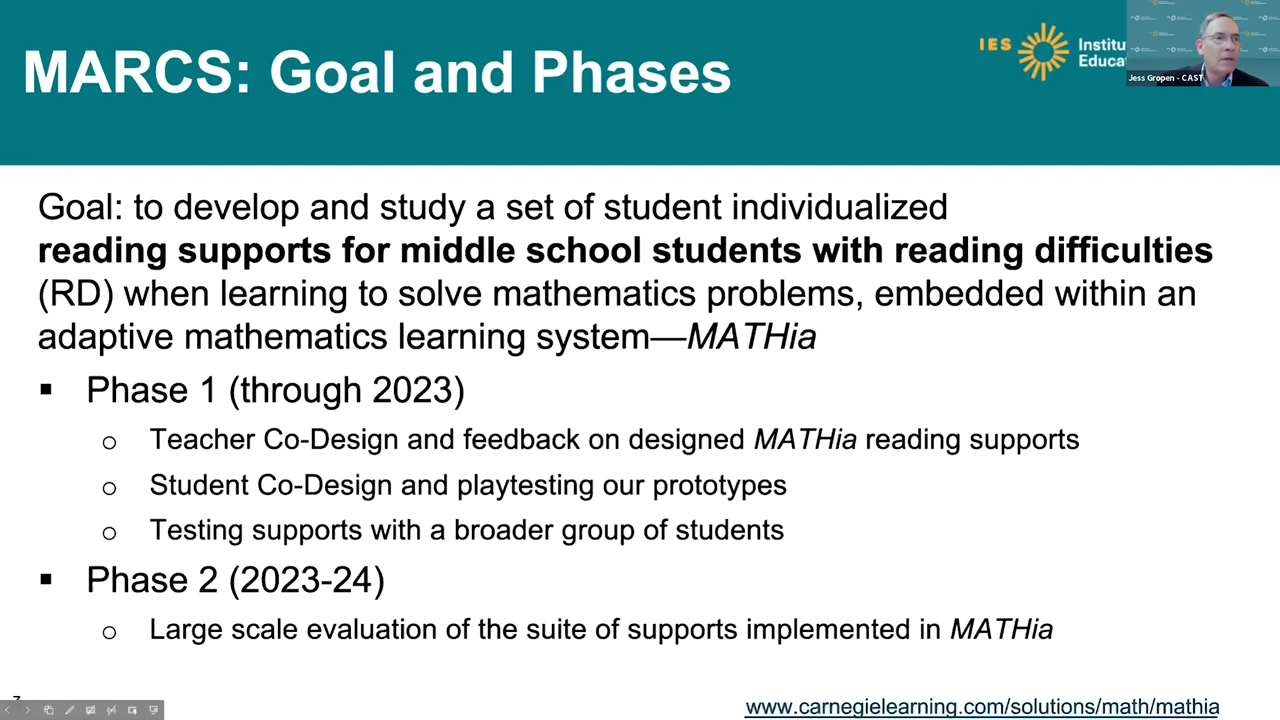 MARCS: Goal and Phases
IES
Institu
Educa
Jess Gropen - CAST
Goal: to develop and study a set of student individualized
reading supports for middle school students with reading difficulties
(RD) when learning to solve mathematics problems, embedded within an
adaptive mathematics learning system—MATHia
▪ Phase 1 (through 2023)
o Teacher Co-Design and feedback on designed MATHia reading supports
o Student Co-Design and playtesting our prototypes
o Testing supports with a broader group of students
▪ Phase 2 (2023-24)
o Large scale evaluation of the suite of supports implemented in MATHia
7
www.carnegielearning.com/solutions/math/mathia